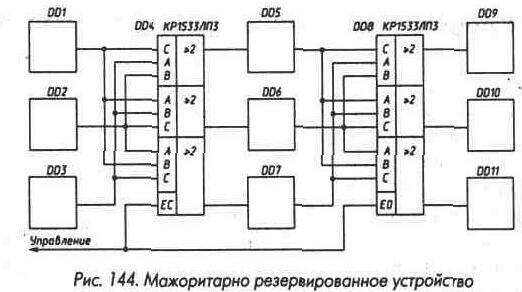 DD1 DD4 КР1533ЛП3 DD5 DD8 КР1533ЛП3 DD9
C ≥2 C ≥2
A A
B B
DD2 DD6 DD10
A ≥2 A ≥2
B B
C C
A ≥2 A ≥2
B B
DD3 C DD7 C DD11
EC EO
Управление
Рис. 144. Мажоритарно резервированное устройство